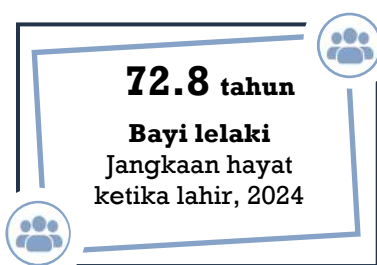 72.8 tahun
Bayi lelaki
Jangkaan hayat
ketika lahir, 2024